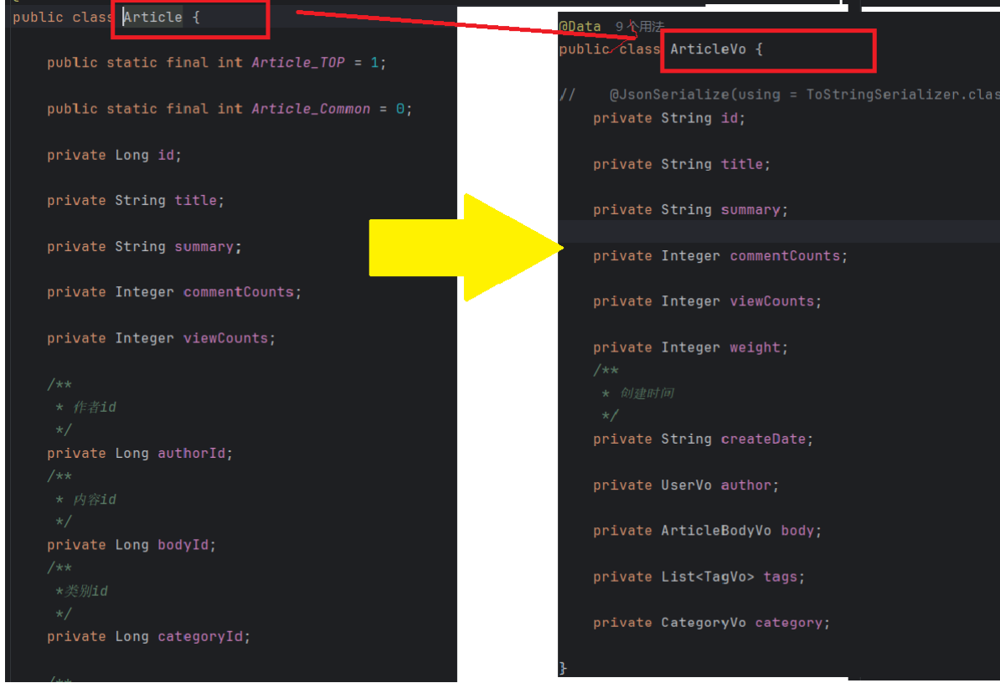 public class Article {
public static final int Article_TOP = 1;
public static final int Article_Common = 0;
private Long id;
private String title;
private String summary;
private Integer commentCounts;
private Integer viewCounts;
/**
* 作者id
*/
private Long authorId;
/**
* 内容id
*/
private Long bodyId;
/**
*类别id
*/
private Long categoryId;
/**
@Data 9个用法
public class ArticleVo {
// @JsonSerialize(using = ToStringSerializer.clas
private String id;
private String title;
private String summary;
private Integer commentCounts;
private Integer viewCounts;
private Integer weight;
/**
* 创建时间
*/
private String createDate;
private UserVo author;
private ArticleBodyVo body;
private List<TagVo> tags;
private CategoryVo category;
}